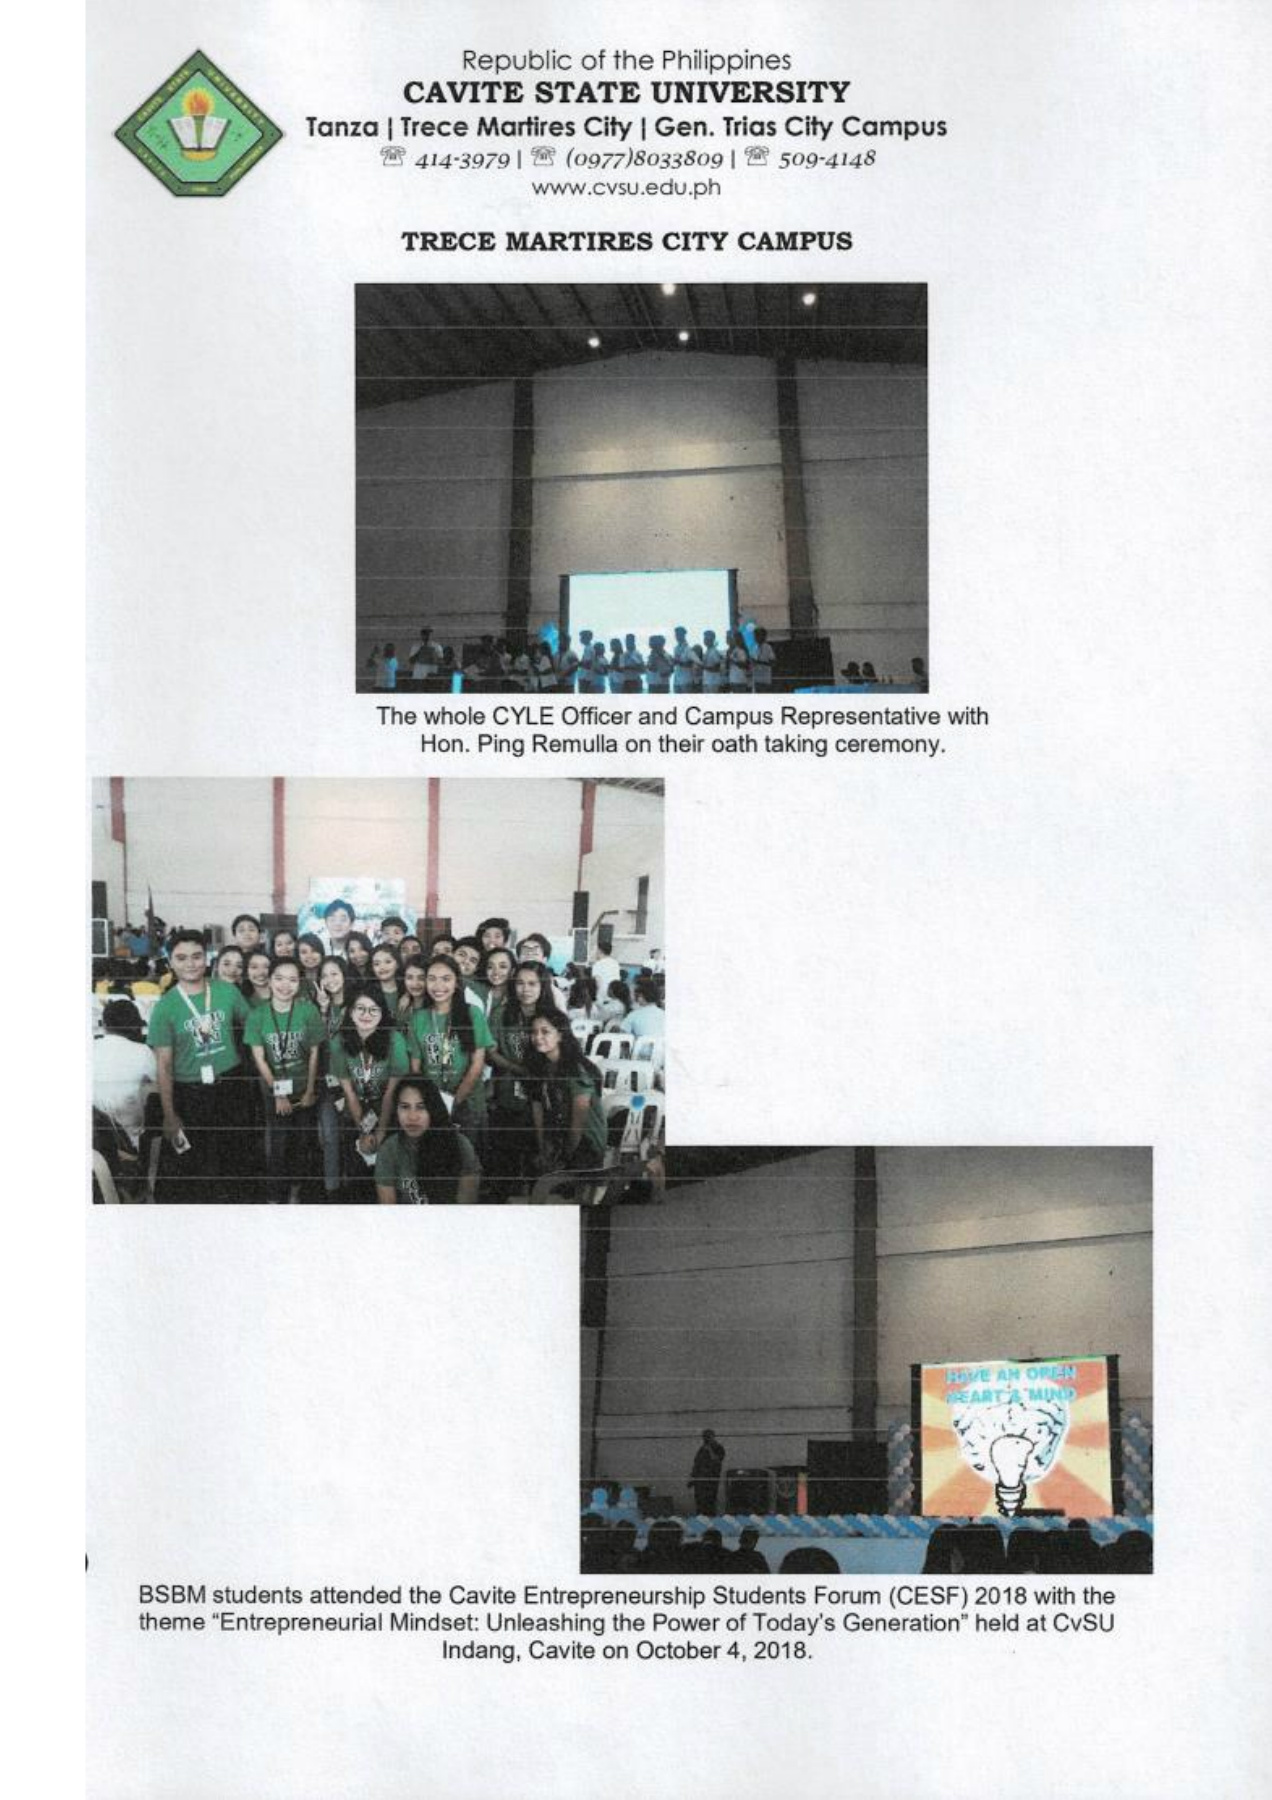 Republic of the Philippines
CAVITE STATE UNIVERSITY
Tanza | Trece Martires City | Gen. Trias City Campus
☏ 414-3979 | ☏ (0977)8033809 | ☏ 509-4148
www.cvsu.edu.ph
TRECE MARTIRES CITY CAMPUS
The whole CYLE Officer and Campus Representative with
Hon. Ping Remulla on their oath taking ceremony.
HAVE AN OPEN
HEART & MIND
BSBM students attended the Cavite Entrepreneurship Students Forum (CESF) 2018 with the
theme “Entrepreneurial Mindset: Unleashing the Power of Today's Generation” held at CvSU
Indang, Cavite on October 4, 2018.